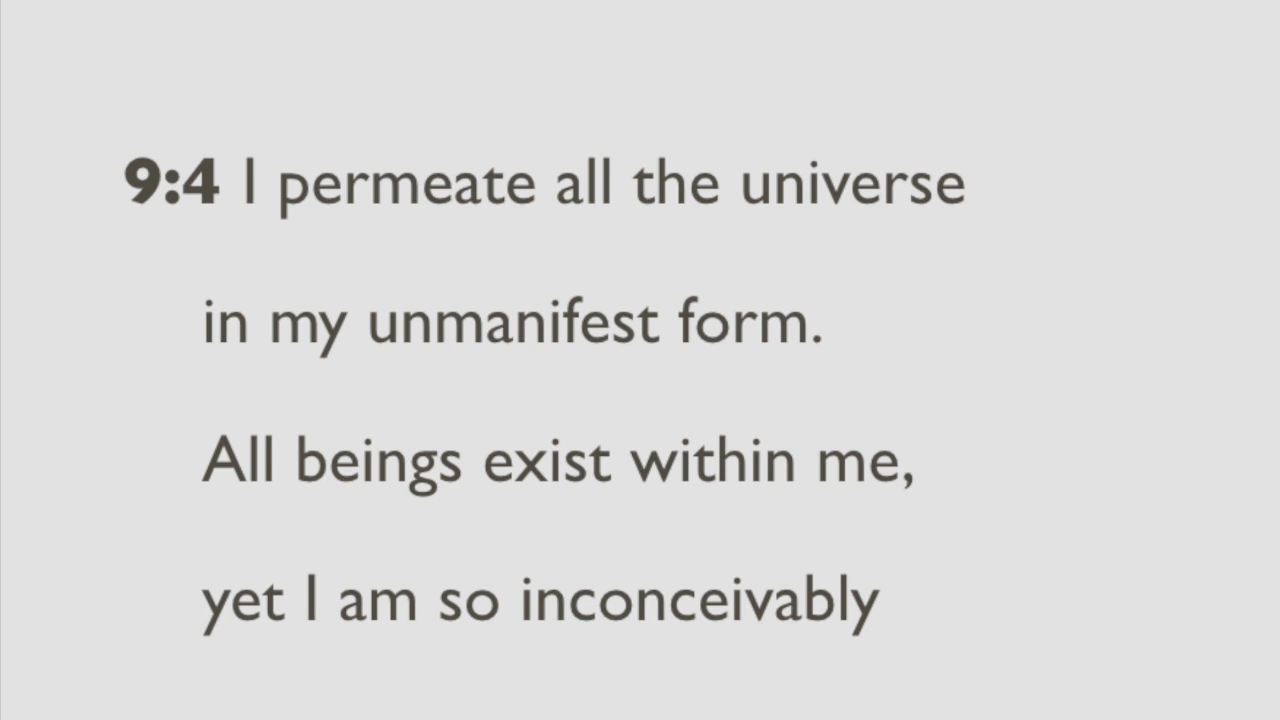 9:4 I permeate all the universe
in my unmanifest form.
All beings exist within me,
yet I am so inconceivably